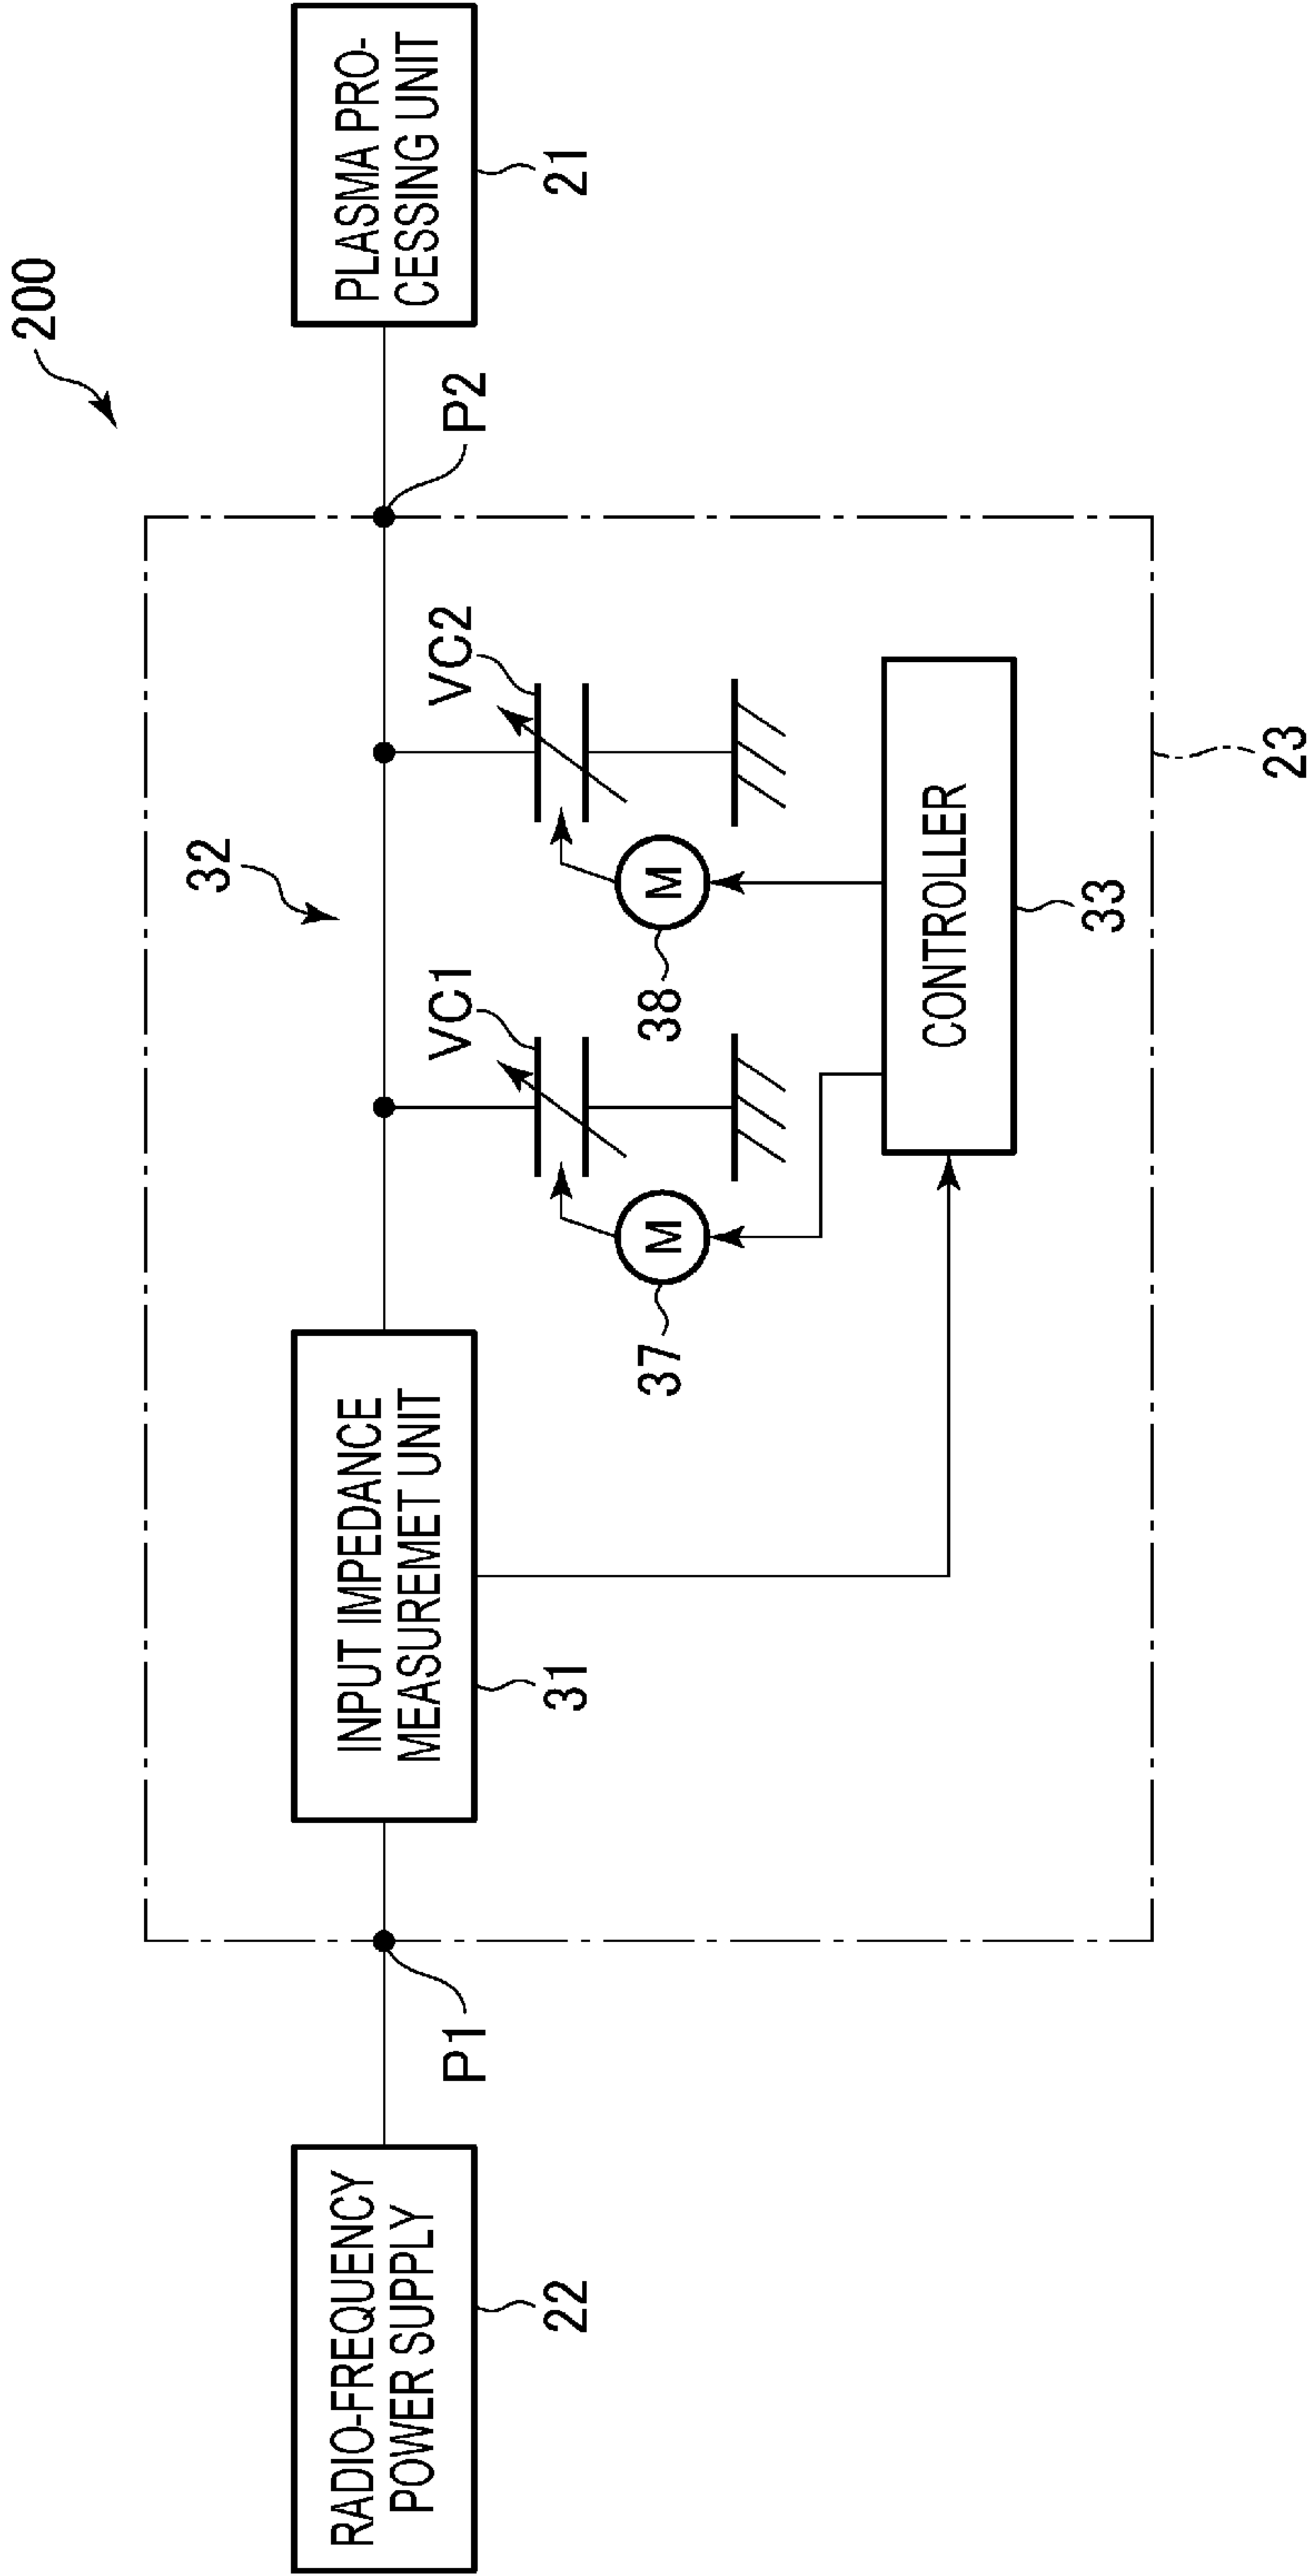 200
RADIO-FREQUENCY
POWER SUPPLY
22
P1
INPUT IMPEDANCE
MEASUREMET UNIT
31
32
VC1
VC2
M
37
M
38
CONTROLLER
33
23
P2
PLASMA PRO-
CESSING UNIT
21